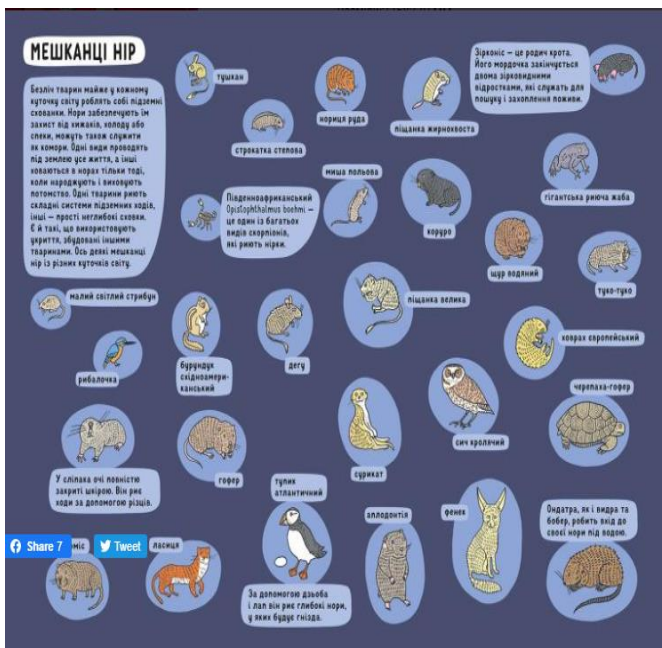 МЕШКАНЦІ НІР
Безліч тварин майже у кожному
куточку світу роблять собі підземні
схованки. Нори забезпечують їм
захист від хижаків, холоду або
спеки, можуть також служити
як комори. Одні види проводять
під землею усе життя, а інші
ховаються в норах тільки тоді,
коли народжують і виховують
потомство. Одні тварини риють
складні системи підземних ходів,
інші – прості неглибокі сховки.
Є й такі, що використовують
укриття, збудовані іншими
тваринами. Ось деякі мешканці
нір із різних куточків світу.
тушкан
нориця руда
піщанка жирнохвоста
Зірконіс – це родич крота.
Його мордочка закінчується
двома зірковидними
відростками, які служать для
пошуку і захоплення поживи.
строкатка степова
миша польова
гігантська риюча жаба
Південноафриканський
Opistophthalmus boehmi –
це один із багатьох
видів скорпіонів,
які риють нірки.
коруро
щур водяний
туко-туко
малий світлий стрибун
піщанка велика
ховрах європейський
рибалочка
бурундук
східноамери-
канський
дегу
черепаха-гофер
сич кролячий
гофер
сурикат
У сліпака очі повністю
закриті шкірою. Він риє
ходи за допомогою різців.
тупик
атлантичний
аплодонтія
фенек
Ондатра, як і видра та
бобер, робить вхід до
своєї нори під водою.
Share 7
Tweet
ласиця
За допомогою дзьоба
і лап він риє глибокі нори,
у яких будує гнізда.